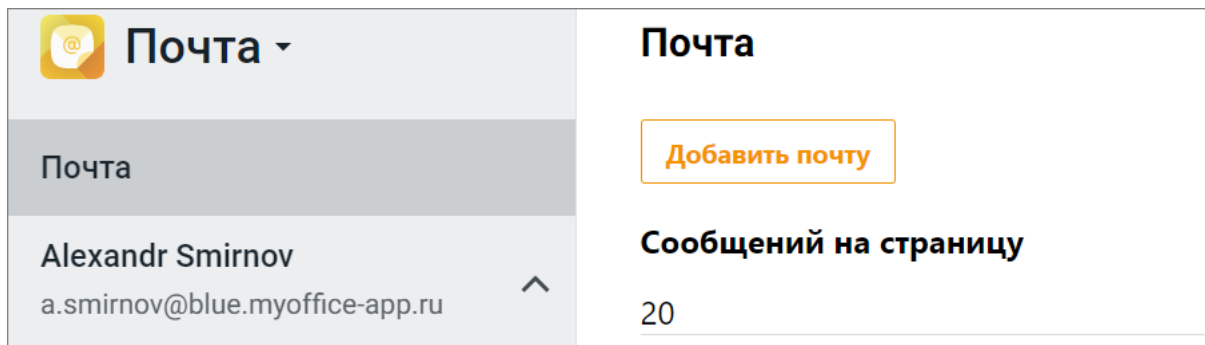 Почта
Почта
Alexandr Smirnov
a.smirnov@blue.myoffice-app.ru
Почта
Добавить почту
Сообщений на страницу
20